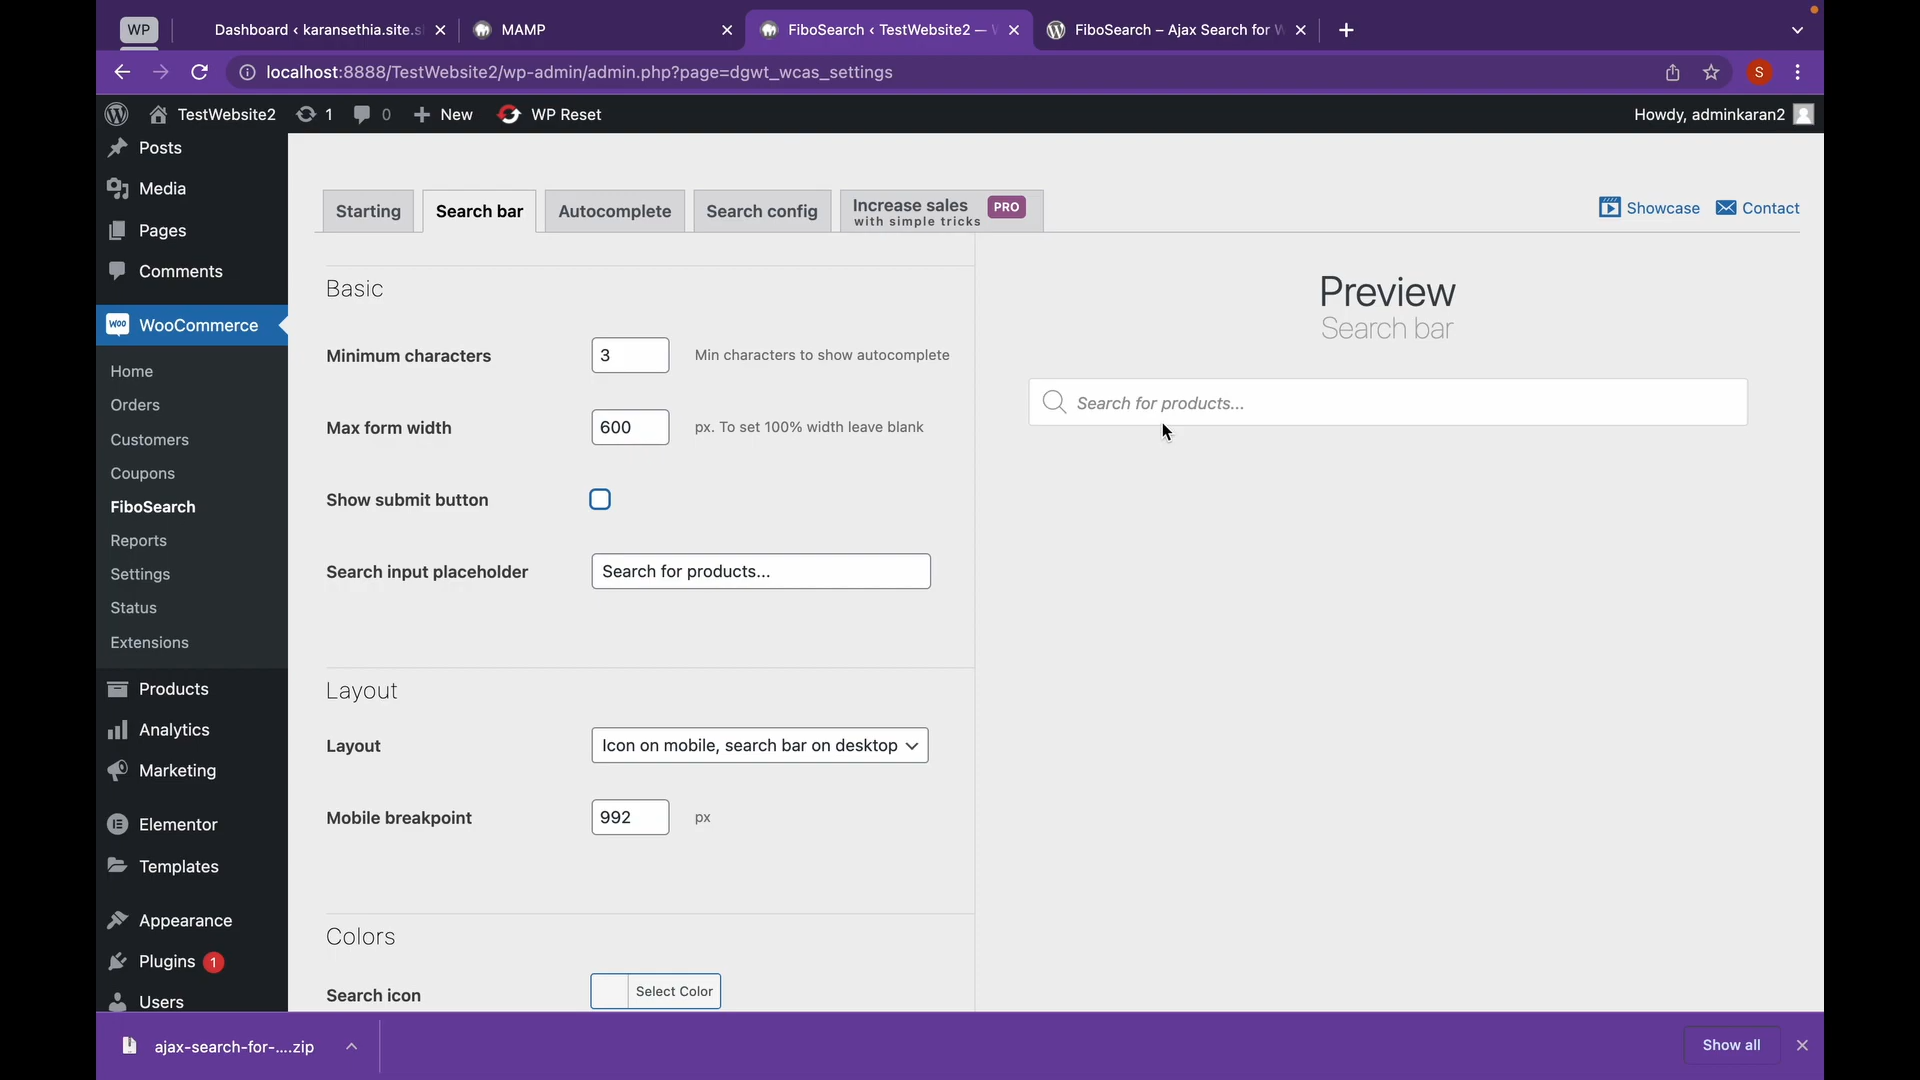 WP
Dashboard ‹ karansethia.site.s
MAMP
FiboSearch ‹ TestWebsite2 —
FiboSearch – Ajax Search for W
localhost:8888/TestWebsite2/wp-admin/admin.php?page=dgwt_wcas_settings
S
TestWebsite2
1
0
New
WP Reset
Howdy, adminkaran2
Posts
Media
Pages
Comments
WOO
WooCommerce
Home
Orders
Customers
Coupons
FiboSearch
Reports
Settings
Status
Extensions
Products
Analytics
Marketing
Elementor
Templates
Appearance
Plugins 1
Users
Starting
Search bar
Autocomplete
Search config
Increase sales
with simple tricks
PRO
Showcase
Contact
Basic
Minimum characters
3
Min characters to show autocomplete
Max form width
600
px. To set 100% width leave blank
Show submit button
Search input placeholder
Search for products...
Layout
Layout
Icon on mobile, search bar on desktop
Mobile breakpoint
992
px
Colors
Search icon
Select Color
Preview
Search bar
Search for products...
ajax-search-for-....zip
Show all